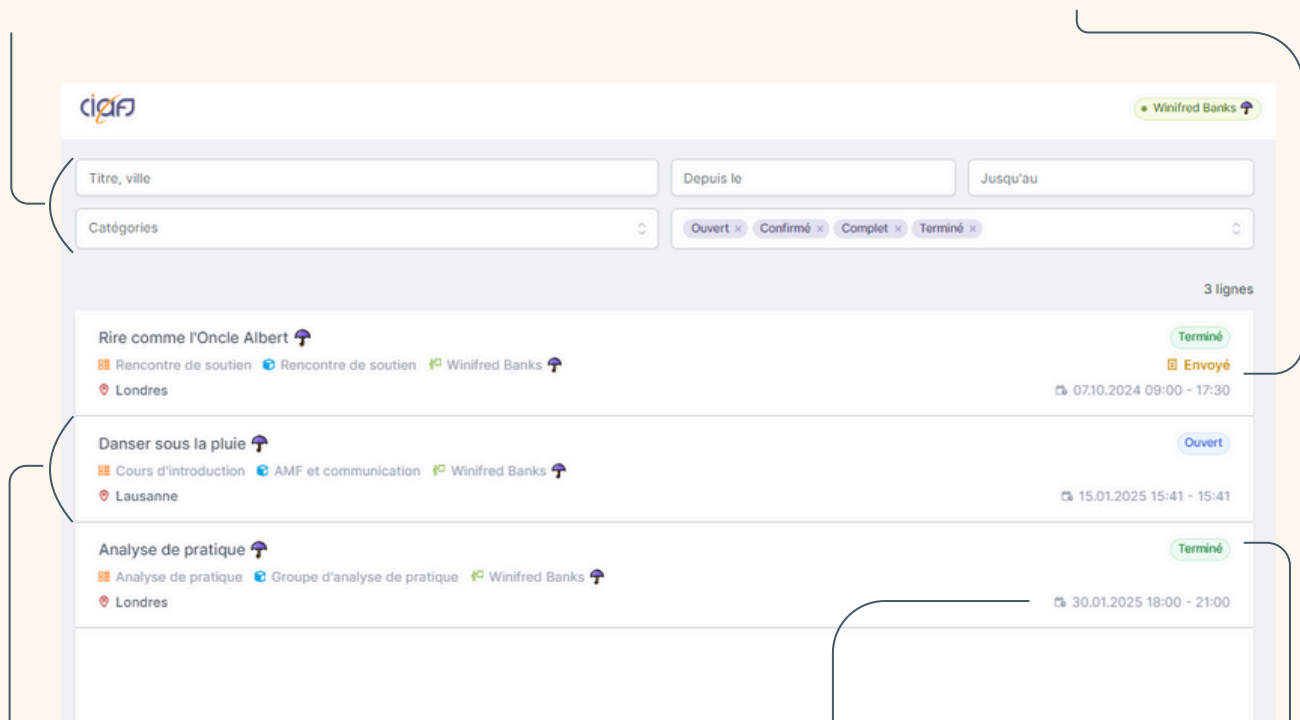 ciaf
Winifred Banks
Titre, ville
Depuis le
Jusqu'au
Catégories
Ouvert × Confirmé × Complet × Terminé ×
3 lignes
Rire comme l'Oncle Albert
Terminé
Rencontre de soutien Rencontre de soutien Winifred Banks
Envoyé
Londres
07.10.2024 09:00 - 17:30
Danser sous la pluie
Ouvert
Cours d'introduction AMF et communication Winifred Banks
Lausanne
15.01.2025 15:41 - 15:41
Analyse de pratique
Terminé
Analyse de pratique Groupe d'analyse de pratique Winifred Banks
Londres
30.01.2025 18:00 - 21:00